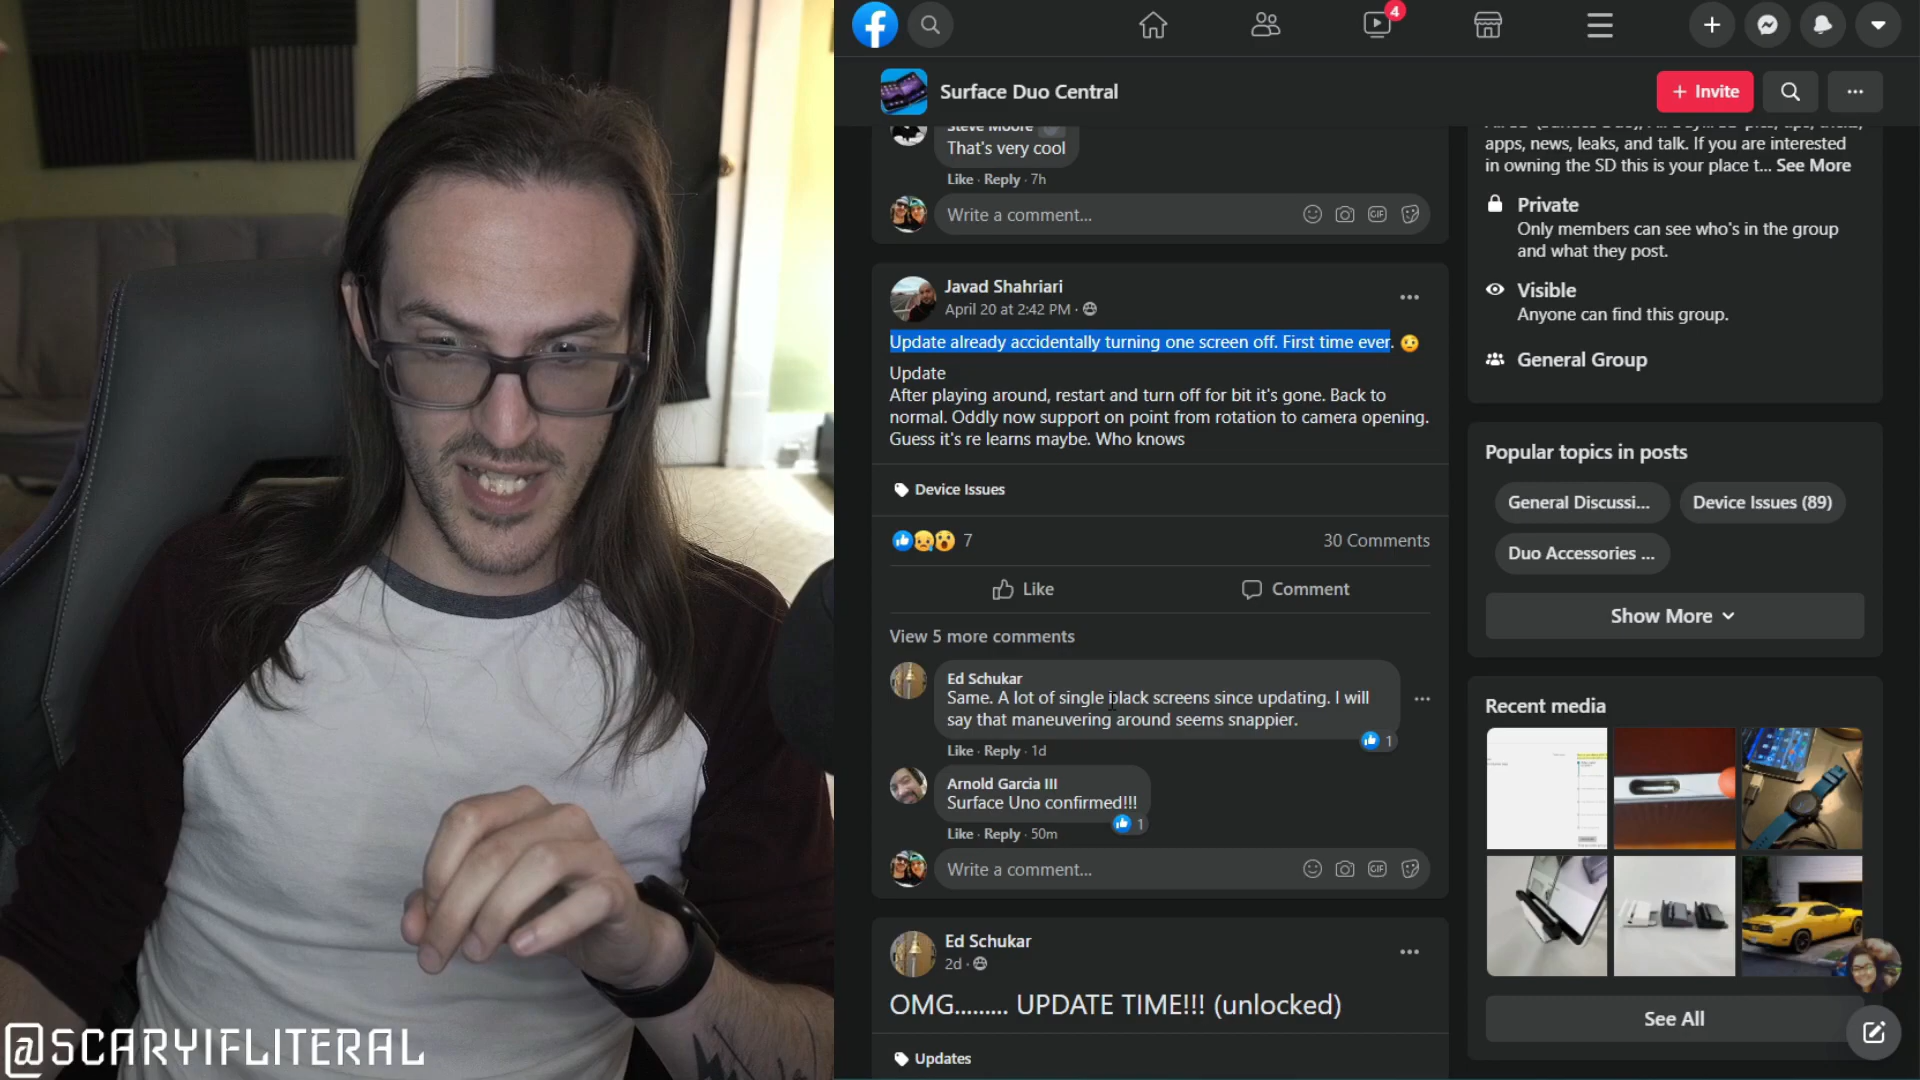 4
Surface Duo Central
+ Invite
Steve Moore
That's very cool
Like · Reply · 7h
Write a comment...
GIF
apps, news, leaks, and talk. If you are interested
in owning the SD this is your place t... See More
Private
Only members can see who's in the group
and what they post.
Visible
Anyone can find this group.
General Group
Javad Shahriari
April 20 at 2:42 PM ·
Update already accidentally turning one screen off. First time ever.
Update
After playing around, restart and turn off for bit it's gone. Back to
normal. Oddly now support on point from rotation to camera opening.
Guess it's re learns maybe. Who knows
Device Issues
7
30 Comments
Like
Comment
View 5 more comments
Ed Schukar
Same. A lot of single black screens since updating. I will
say that maneuvering around seems snappier.
1
Like · Reply · 1d
Arnold Garcia III
Surface Uno confirmed!!!
1
Like · Reply · 50m
Write a comment...
GIF
Ed Schukar
2d ·
OMG........ UPDATE TIME!!! (unlocked)
Updates
Popular topics in posts
General Discussi...
Device Issues (89)
Duo Accessories ...
Show More
Recent media
See All
@SCARYIFLITERAL